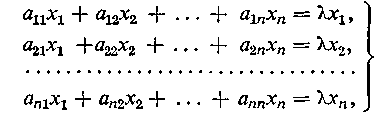 a₁₁x₁ + a₁₂x₂ + ... + a₁ₙxₙ = λx₁,
a₂₁x₁ + a₂₂x₂ + ... + a₂ₙxₙ = λx₂,
. . . . . . . . . . . . . . . . . . . . . . . . . . . . . .
aₙ₁x₁ + aₙ₂x₂ + ... + aₙₙxₙ = λxₙ, }